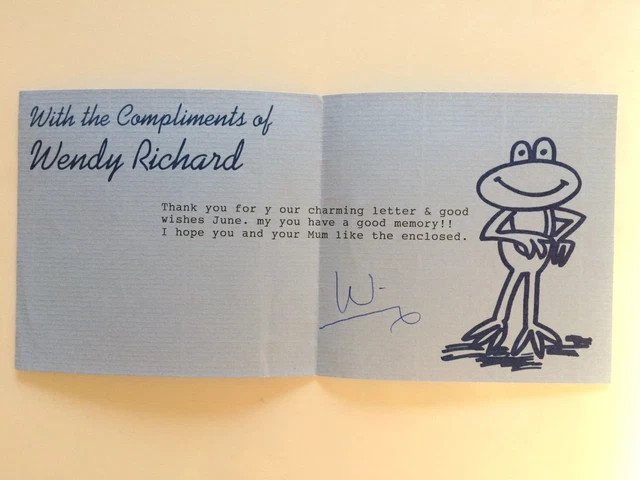 With the Compliments of
Wendy Richard
Thank you for y our charming letter & good
wishes June. my you have a good memory!!
I hope you and your Mum like the enclosed.
W-